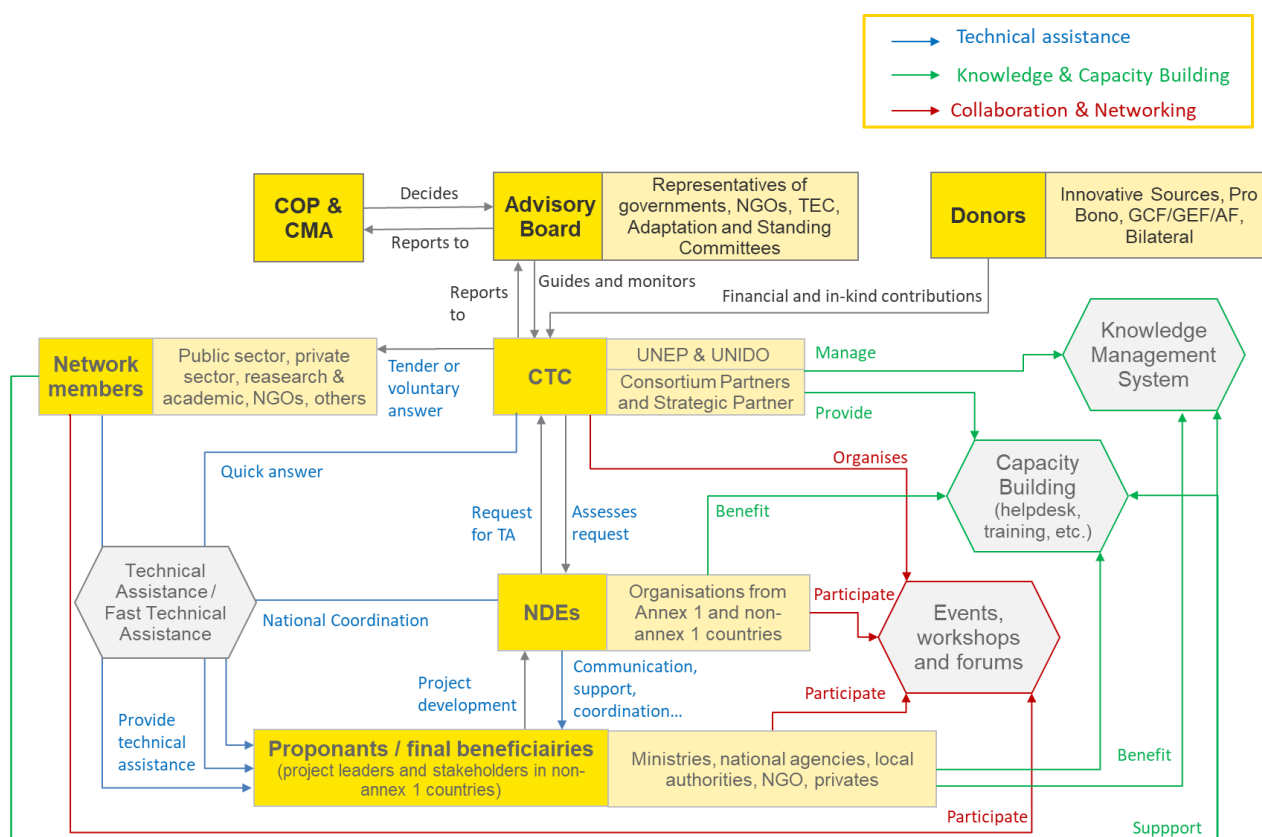 Technical assistance
Knowledge & Capacity Building
Collaboration & Networking
COP &
CMA
Decides
Reports to
Advisory
Board
Representatives of
governments, NGOs, TEC,
Adaptation and Standing
Committees
Donors
Innovative Sources, Pro
Bono, GCF/GEF/AF,
Bilateral
Reports
to
Guides and monitors
Financial and in-kind contributions
Network
members
Public sector, private
sector, reasearch &
academic, NGOs, others
Tender or
voluntary
answer
CTC
UNEP & UNIDO
Consortium Partners
and Strategic Partner
Manage
Provide
Knowledge
Management
System
Quick answer
Organises
Capacity
Building
(helpdesk,
training, etc.)
Request
for TA
Assesses
request
Benefit
Technical
Assistance /
Fast Technical
Assistance
National Coordination
NDEs
Organisations from
Annex 1 and non-
annex 1 countries
Participate
Events,
workshops
and forums
Project
development
Communication,
support,
coordination…
Participate
Provide
technical
assistance
Proponants / final beneficiairies
(project leaders and stakeholders in non-
annex 1 countries)
Ministries, national agencies, local
authorities, NGO, privates
Benefit
Participate
Suppport